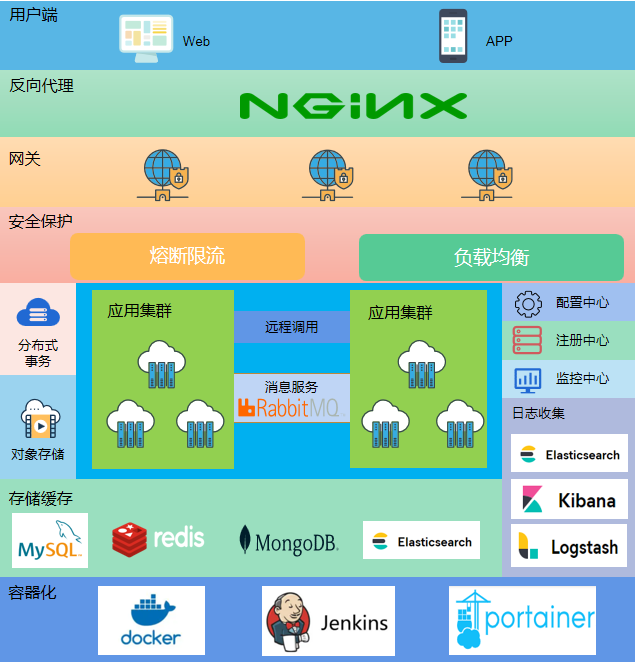 用户端
Web
APP
反向代理
NGiNX
网关
安全保护
熔断限流
负载均衡
分布式
事务
对象存储
应用集群
远程调用
消息服务
RabbitMQ
应用集群
配置中心
注册中心
监控中心
日志收集
Elasticsearch
Kibana
Logstash
存储缓存
MySQL
redis
MongoDB
Elasticsearch
容器化
docker
Jenkins
portainer